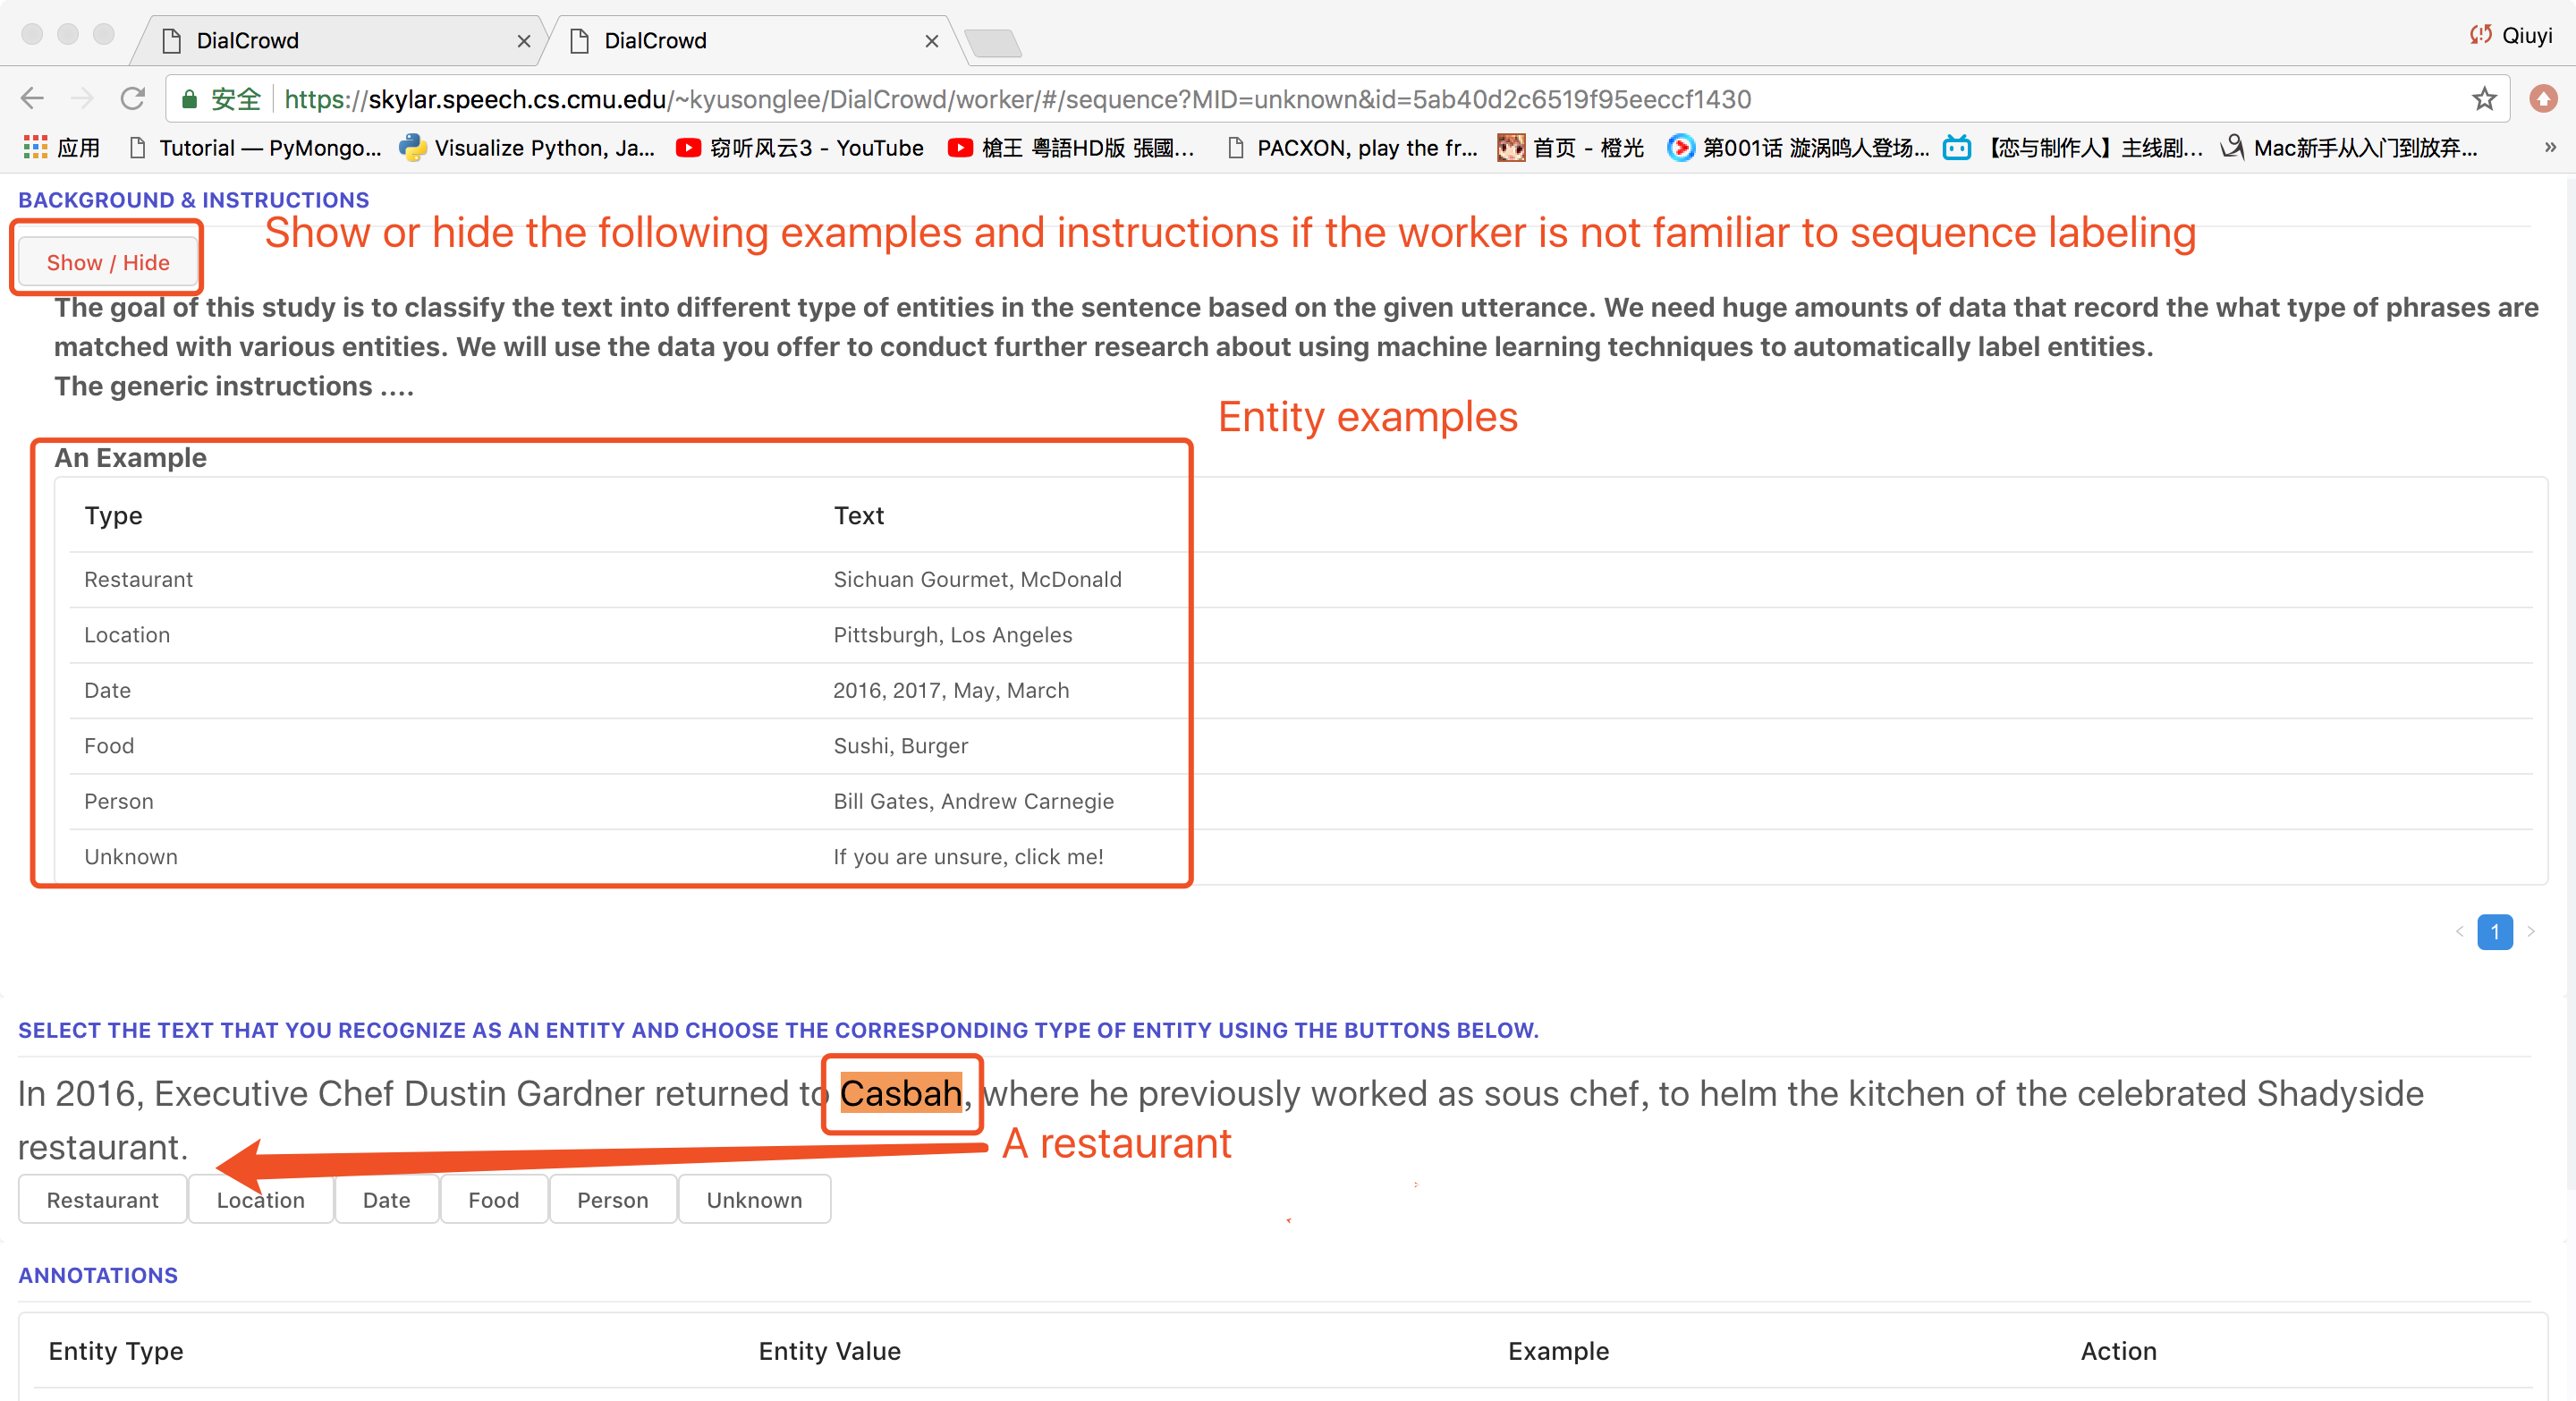 DialCrowd
DialCrowd
Qiuyi
安全 https://skylar.speech.cs.cmu.edu/~kyusonglee/DialCrowd/worker/#/sequence?MID=unknown&id=5ab40d2c6519f95eeccf1430
应用 Tutorial — PyMongo... Visualize Python, Ja... 窃听风云3 - YouTube 槍王 粵語HD版 張國... PACXON, play the fr... 首页 - 橙光 第001话 漩涡鸣人登场... 【恋与制作人】主线剧... Mac新手从入门到放弃... »
BACKGROUND & INSTRUCTIONS
Show or hide the following examples and instructions if the worker is not familiar to sequence labeling
Show / Hide
The goal of this study is to classify the text into different type of entities in the sentence based on the given utterance. We need huge amounts of data that record the what type of phrases are
matched with various entities. We will use the data you offer to conduct further research about using machine learning techniques to automatically label entities.
The generic instructions ....
Entity examples
An Example
Type Text
Restaurant Sichuan Gourmet, McDonald
Location Pittsburgh, Los Angeles
Date 2016, 2017, May, March
Food Sushi, Burger
Person Bill Gates, Andrew Carnegie
Unknown If you are unsure, click me!
< 1 >
SELECT THE TEXT THAT YOU RECOGNIZE AS AN ENTITY AND CHOOSE THE CORRESPONDING TYPE OF ENTITY USING THE BUTTONS BELOW.
In 2016, Executive Chef Dustin Gardner returned to Casbah, where he previously worked as sous chef, to helm the kitchen of the celebrated Shadyside
restaurant.
A restaurant
Restaurant Location Date Food Person Unknown
ANNOTATIONS
Entity Type Entity Value Example Action